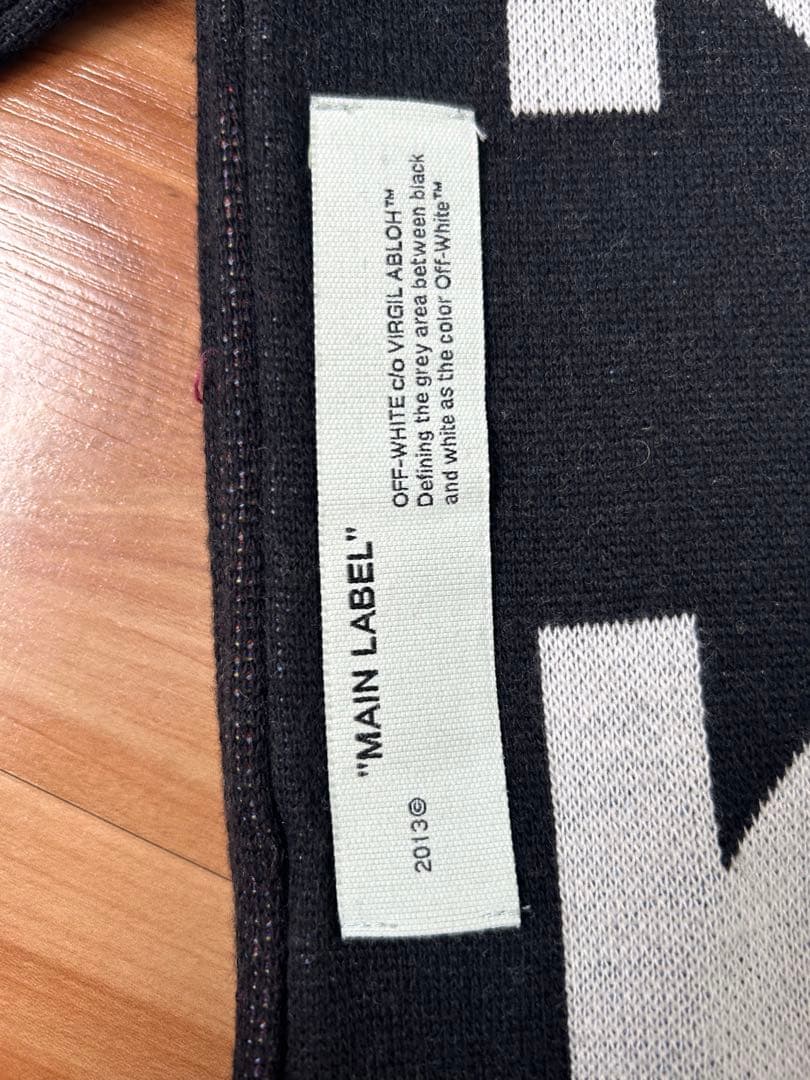 "MAIN LABEL"
2013©
OFF-WHITE c/o VIRGIL ABLOH™
Defining the grey area between black
and white as the color Off-White™